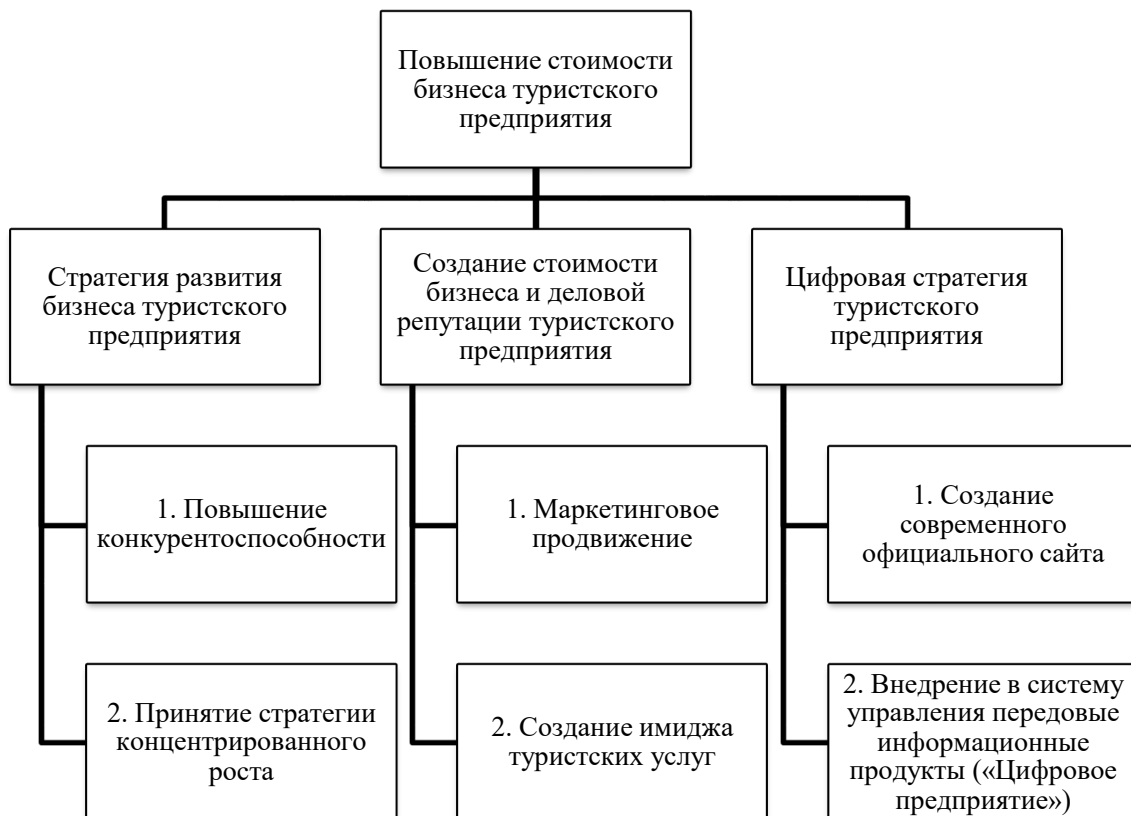 Повышение стоимости
бизнеса туристского
предприятия
Стратегия развития
бизнеса туристского
предприятия
Создание стоимости
бизнеса и деловой
репутации туристского
предприятия
Цифровая стратегия
туристского
предприятия
1. Повышение
конкурентоспособности
1. Маркетинговое
продвижение
1. Создание
современного
официального сайта
2. Принятие стратегии
концентрированного
роста
2. Создание имиджа
туристских услуг
2. Внедрение в систему
управления передовые
информационные
продукты («Цифровое
предприятие»)